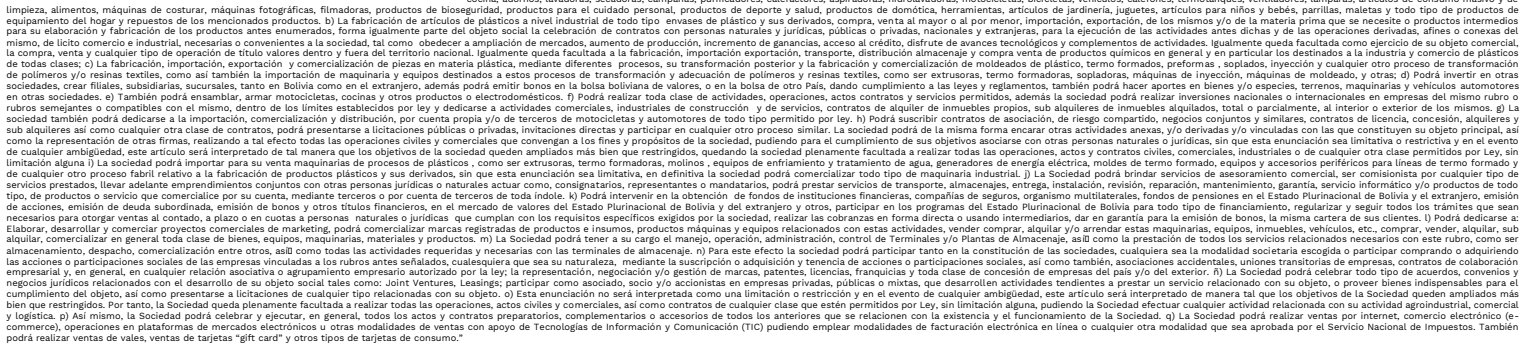 limpieza, alimentos, máquinas de costurar, máquinas fotográficas, filmadoras, productos de bioseguridad, productos para el cuidado personal, productos de deporte y salud, productos de domótica, herramientas, artículos de jardinería, juguetes, artículos para niños y bebés, parrillas, maletas y todo tipo de productos de
equipamiento del hogar y repuestos de los mencionados productos. b) La fabricación de artículos de plásticos a nivel industrial de todo tipo envases de plástico y sus derivados, compra, venta al mayor o al por menor, importación, exportación, de los mismos y/o de la materia prima que se necesite o productos intermedios
para su elaboración y fabricación de los productos antes enumerados, forma igualmente parte del objeto social la celebración de contratos con personas naturales y jurídicas, públicas o privadas, nacionales y extranjeras, para la ejecución de las actividades antes dichas y de las operaciones derivadas, afines o conexas del
mismo, de lícito comercio e industrial, necesarias o convenientes a la sociedad, tal como obedecer a ampliación de mercados, aumento de producción, incremento de ganancias, acceso al crédito, disfrute de avances tecnológicos y complementos de actividades. Igualmente queda facultada como ejercicio de su objeto comercial,
la compra, venta y cualquier tipo de operación de título valores dentro y fuera del territorio nacional. Igualmente queda facultada a la fabricación, importación exportación, transporte, distribución almacenaje y compra venta de productos químicos en general y en particular los destinados a la industria y comercio de plásticos
de todas clases; c) La fabricación, importación, exportación y comercialización de piezas en materia plástica, mediante diferentes procesos, su transformación posterior y la fabricación y comercialización de moldeados de plástico, termo formados, preformas , soplados, inyección y cualquier otro proceso de transformación
de polímeros y/o resinas textiles, como así también la importación de maquinaria y equipos destinados a estos procesos de transformación y adecuación de polímeros y resinas textiles, como ser extrusoras, termo formadoras, sopladoras, máquinas de inyección, máquinas de moldeado, y otras; d) Podrá invertir en otras
sociedades, crear filiales, subsidiarias, sucursales, tanto en Bolivia como en el extranjero, además podrá emitir bonos en la bolsa boliviana de valores, o en la bolsa de otro País, dando cumplimiento a las leyes y reglamentos, también podrá hacer aportes en bienes y/o especies, terrenos, maquinarias y vehículos automotores
en otras sociedades. e) También podrá ensamblar, armar motocicletas, cocinas y otros productos o electrodomésticos. f) Podrá realizar toda clase de actividades, operaciones, actos contratos y servicios permitidos, además la sociedad podrá realizar inversiones nacionales o internacionales en empresas del mismo rubro o
rubros semejantes o compatibles con el mismo, dentro de los límites establecidos por ley y dedicarse a actividades comerciales, industriales de construcción y de servicios, contratos de alquiler de inmuebles propios, sub alquileres de inmuebles alquilados, total o parcialmente, al interior o exterior de los mismos. g) La
sociedad también podrá dedicarse a la importación, comercialización y distribución, por cuenta propia y/o de terceros de motocicletas y automotores de todo tipo permitido por ley. h) Podrá suscribir contratos de asociación, de riesgo compartido, negocios conjuntos y similares, contratos de licencia, concesión, alquileres y
sub alquileres así como cualquier otra clase de contratos, podrá presentarse a licitaciones públicas o privadas, invitaciones directas y participar en cualquier otro proceso similar. La sociedad podrá de la misma forma encarar otras actividades anexas, y/o derivadas y/o vinculadas con las que constituyen su objeto principal, así
como la representación de otras firmas, realizando a tal efecto todas las operaciones civiles y comerciales que convengan a los fines y propósitos de la sociedad, pudiendo para el cumplimiento de sus objetivos asociarse con otras personas naturales o jurídicas, sin que esta enunciación sea limitativa o restrictiva y en el evento
de cualquier ambigüedad, este artículo será interpretado de tal manera que los objetivos de la sociedad queden ampliados más bien que restringidos, quedando la sociedad plenamente facultada a realizar todas las operaciones, actos y contratos civiles, comerciales, industriales o de cualquier otra clase permitidos por Ley, sin
limitación alguna i) La sociedad podrá importar para su venta maquinarias de procesos de plásticos , como ser extrusoras, termo formadoras, molinos , equipos de enfriamiento y tratamiento de agua, generadores de energía eléctrica, moldes de termo formado, equipos y accesorios periféricos para líneas de termo formado y
de cualquier otro proceso fabril relativo a la fabricación de productos plásticos y sus derivados, sin que esta enunciación sea limitativa, en definitiva la sociedad podrá comercializar todo tipo de maquinaria industrial. j) La Sociedad podrá brindar servicios de asesoramiento comercial, ser comisionista por cualquier tipo de
servicios prestados, llevar adelante emprendimientos conjuntos con otras personas jurídicas o naturales actuar como, consignatarios, representantes o mandatarios, podrá prestar servicios de transporte, almacenajes, entrega, instalación, revisión, reparación, mantenimiento, garantía, servicio informático y/o productos de todo
tipo, de productos o servicio que comercialice por su cuenta, mediante terceros o por cuenta de terceros de toda índole. k) Podrá intervenir en la obtención de fondos de instituciones financieras, compañías de seguros, organismo multilaterales, fondos de pensiones en el Estado Plurinacional de Bolivia y el extranjero, emisión
de acciones, emisión de deuda subordinada, emisión de bonos y otros títulos financieros, en el mercado de valores del Estado Plurinacional de Bolivia y del extranjero y otros, participar en los programas del Estado Plurinacional de Bolivia para todo tipo de financiamiento, regularizar y seguir todos los trámites que sean
necesarios para otorgar ventas al contado, a plazo o en cuotas a personas naturales o jurídicas que cumplan con los requisitos específicos exigidos por la sociedad, realizar las cobranzas en forma directa o usando intermediarios, dar en garantía para la emisión de bonos, la misma cartera de sus clientes. l) Podrá dedicarse a:
Elaborar, desarrollar y comerciar proyectos comerciales de marketing, podrá comercializar marcas registradas de productos e insumos, productos máquinas y equipos relacionados con estas actividades, vender comprar, alquilar y/o arrendar estas maquinarias, equipos, inmuebles, vehículos, etc., comprar, vender, alquilar, sub
alquilar, comercializar en general toda clase de bienes, equipos, maquinarias, materiales y productos. m) La Sociedad podrá tener a su cargo el manejo, operación, administración, control de Terminales y/o Plantas de Almacenaje, así como la prestación de todos los servicios relacionados necesarios con este rubro, como ser
almacenamiento, despacho, comercialización entre otros, así como todas las actividades requeridas y necesarias con las terminales de almacenaje. n) Para este efecto la sociedad podrá participar tanto en la constitución de las sociedades, cualquiera sea la modalidad societaria escogida o participar comprando o adquiriendo
las acciones o participaciones sociales de las empresas vinculadas a los rubros antes señalados, cualesquiera que sea su naturaleza, mediante la suscripción o adquisición y tenencia de acciones o participaciones sociales, así como también, asociaciones accidentales, uniones transitorias de empresas, contratos de colaboración
empresarial y, en general, en cualquier relación asociativa o agrupamiento empresario autorizado por la ley; la representación, negociación y/o gestión de marcas, patentes, licencias, franquicias y toda clase de concesión de empresas del país y/o del exterior. ñ) La Sociedad podrá celebrar todo tipo de acuerdos, convenios y
negocios jurídicos relacionados con el desarrollo de su objeto social tales como: Joint Ventures, Leasings; participar como asociado, socio y/o accionistas en empresas privadas, públicas o mixtas, que desarrollen actividades tendientes a prestar un servicio relacionado con su objeto, o proveer bienes indispensables para el
cumplimiento del objeto, así como presentarse a licitaciones de cualquier tipo relacionadas con su objeto. o) Esta enunciación no será interpretada como una limitación o restricción y en el evento de cualquier ambigüedad, este artículo será interpretado de manera tal que los objetivos de la Sociedad queden ampliados más
bien que restringidos. Por tanto, la Sociedad queda plenamente facultada a realizar todas las operaciones, actos civiles y comerciales, así como contratos de cualquier clase que estén permitidos por Ley, sin limitación alguna, pudiendo la Sociedad efectuar cualquier actividad relacionada con su actividad agroindustrial, comercial
y logística. p) Así mismo, la Sociedad podrá celebrar y ejecutar, en general, todos los actos y contratos preparatorios, complementarios o accesorios de todos los anteriores que se relacionen con la existencia y el funcionamiento de la Sociedad. q) La Sociedad podrá realizar ventas por internet, comercio electrónico (e-
commerce), operaciones en plataformas de mercados electrónicos u otras modalidades de ventas con apoyo de Tecnologías de Información y Comunicación (TIC) pudiendo emplear modalidades de facturación electrónica en línea o cualquier otra modalidad que sea aprobada por el Servicio Nacional de Impuestos. También
podrá realizar ventas de vales, ventas de tarjetas “gift card” y otros tipos de tarjetas de consumo.”